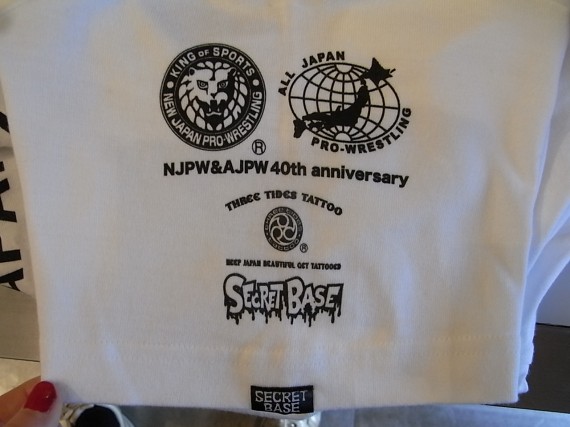 KING OF SPORTS
NEW JAPAN PRO-WRESTLING
®
ALL JAPAN
PRO-WRESTLING
NJPW&AJPW 40th anniversary
THREE TIDES TATTOO
®
KEEP JAPAN BEAUTIFUL GET TATTOOED
SECRET BASE
SECRET
BASE